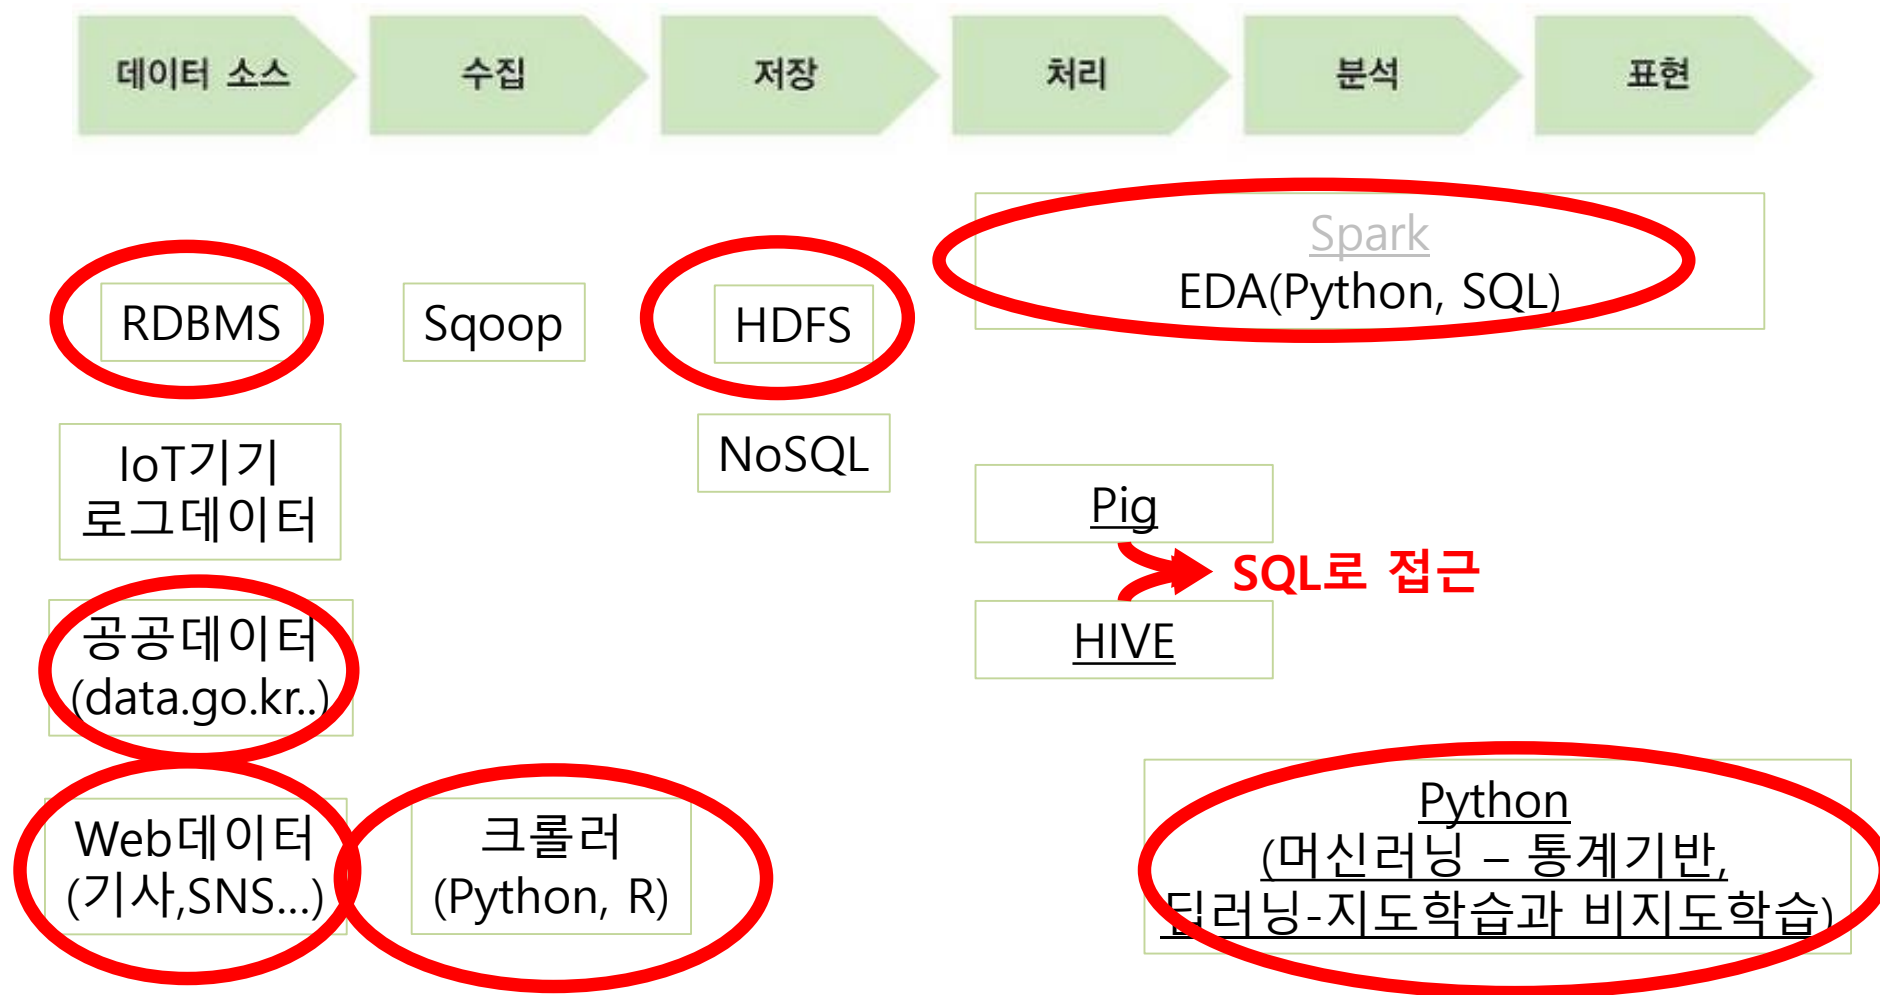 데이터 소스
수집
저장
처리
분석
표현
Spark
EDA(Python, SQL)
RDBMS
Sqoop
HDFS
IoT기기
로그데이터
NoSQL
Pig
SQL로 접근
HIVE
공공데이터
(data.go.kr..)
Web데이터
(기사,SNS...)
크롤러
(Python, R)
Python
(머신러닝 – 통계기반,
딥러닝-지도학습과 비지도학습)